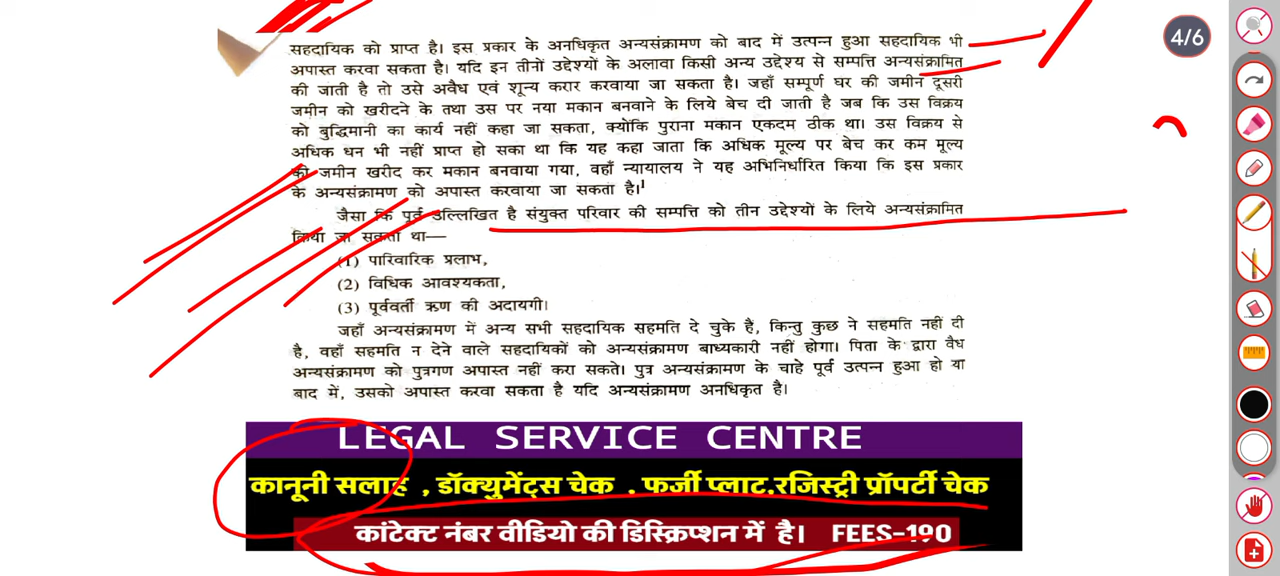 4/6
सहदायिक को प्राप्त है। इस प्रकार के अनधिकृत अन्यसंक्रामण को बाद में उत्पन्न हुआ सहदायिक भी
अपास्त करवा सकता है। यदि इन तीनों उद्देश्यों के अलावा किसी अन्य उद्देश्य से सम्पत्ति अन्यसंक्रामित
की जाती है तो उसे अवैध एवं शून्य करार करवाया जा सकता है। जहाँ सम्पूर्ण घर की जमीन दूसरी
जमीन को खरीदने के तथा उस पर नया मकान बनवाने के लिये बेच दी जाती है जब कि उस विक्रय
को बुद्धिमानी का कार्य नहीं कहा जा सकता, क्योंकि पुराना मकान एकदम ठीक था। उस विक्रय से
अधिक धन भी नहीं प्राप्त हो सका था कि यह कहा जाता कि अधिक मूल्य पर बेच कर कम मूल्य
की जमीन खरीद कर मकान बनवाया गया, वहाँ न्यायालय ने यह अभिनिर्धारित किया कि इस प्रकार
के अन्यसंक्रामण को अपास्त करवाया जा सकता है।¹
जैसा कि पूर्व उल्लिखित है संयुक्त परिवार की सम्पत्ति को तीन उद्देश्यों के लिये अन्यसंक्रामित
किया जा सकता था—
(1) पारिवारिक प्रलाभ,
(2) विधिक आवश्यकता,
(3) पूर्ववर्ती ऋण की अदायगी।
जहाँ अन्यसंक्रामण में अन्य सभी सहदायिक सहमति दे चुके हैं, किन्तु कुछ ने सहमति नहीं दी
है, वहाँ सहमति न देने वाले सहदायिकों को अन्यसंक्रामण बाध्यकारी नहीं होगा। पिता के द्वारा वैध
अन्यसंक्रामण को पुत्रगण अपास्त नहीं करा सकते। पुत्र अन्यसंक्रामण के चाहे पूर्व उत्पन्न हुआ हो या
बाद में, उसको अपास्त करवा सकता है यदि अन्यसंक्रामण अनधिकृत है।
LEGAL SERVICE CENTRE
कानूनी सलाह , डॉक्युमेंट्स चेक . फर्जी प्लाट.रजिस्ट्री प्रॉपर्टी चेक
कांटेक्ट नंबर वीडियो की डिस्क्रिप्शन में है। FEES-190